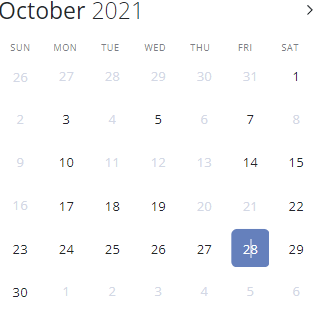 October 2021
SUN MON TUE WED THU FRI SAT
26 27 28 29 30 31 1
2 3 4 5 6 7 8
9 10 11 12 13 14 15
16 17 18 19 20 21 22
23 24 25 26 27 28 29
30 1 2 3 4 5 6